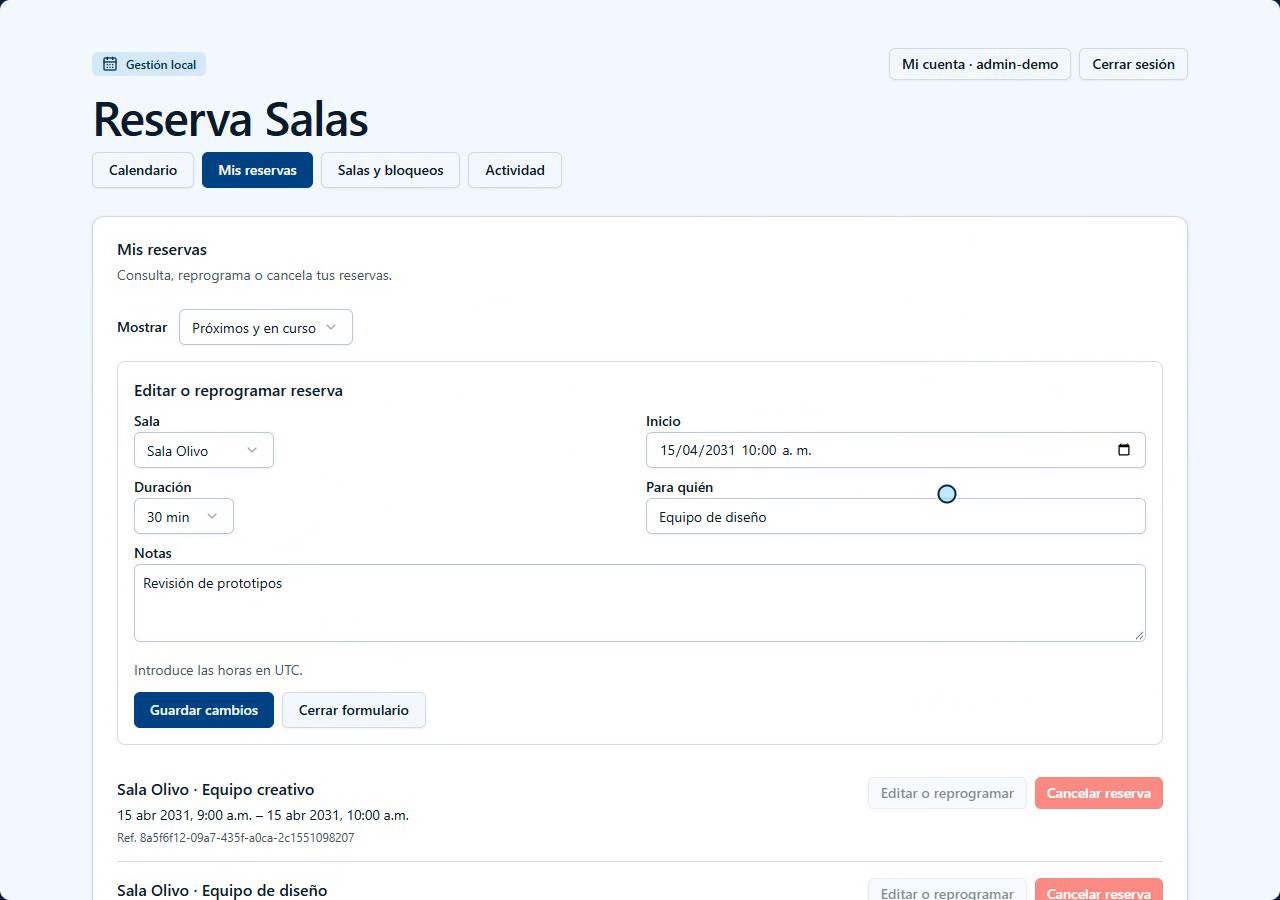 Gestión local
Mi cuenta · admin-demo
Cerrar sesión
Reserva Salas
Calendario
Mis reservas
Salas y bloqueos
Actividad
Mis reservas
Consulta, reprograma o cancela tus reservas.
Mostrar
Próximos y en curso
Editar o reprogramar reserva
Sala
Inicio
Sala Olivo
15/04/2031 10:00 a. m.
Duración
Para quién
30 min
Equipo de diseño
Notas
Revisión de prototipos
Introduce las horas en UTC.
Guardar cambios
Cerrar formulario
Sala Olivo · Equipo creativo
Editar o reprogramar
Cancelar reserva
15 abr 2031, 9:00 a.m. – 15 abr 2031, 10:00 a.m.
Ref. 8a5f6f12-09a7-435f-a0ca-2c1551098207
Sala Olivo · Equipo de diseño
Editar o reprogramar
Cancelar reserva